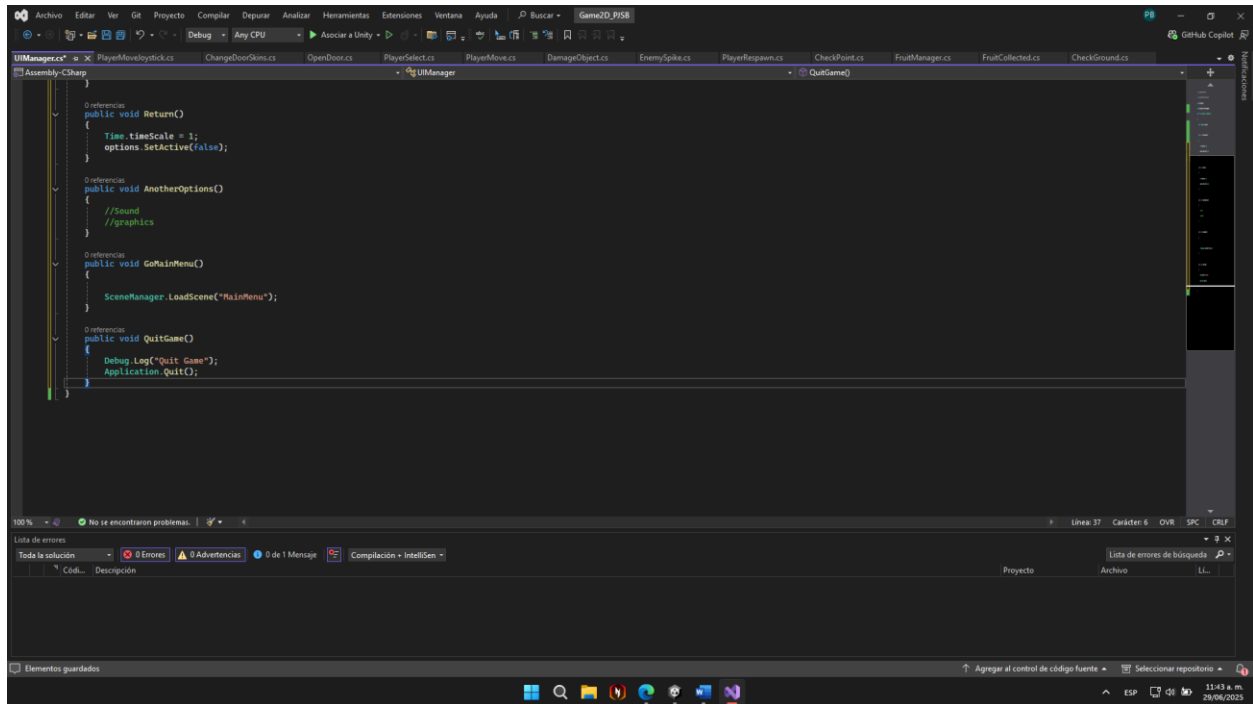 Archivo Editar Ver Git Proyecto Compilar Depurar Analizar Herramientas Extensiones Ventana Ayuda Buscar Game2D_PJSB PB
Debug Any CPU Asociar a Unity GitHub Copilot
UIManager.cs* PlayerMoveJoystick.cs ChangeDoorSkins.cs OpenDoor.cs PlayerSelect.cs PlayerMove.cs DamageObject.cs EnemySpike.cs PlayerRespawn.cs CheckPoint.cs FruitManager.cs FruitCollected.cs CheckGround.cs
Notificaciones
Assembly-CSharp UIManager QuitGame()
}
0 referencias
public void Return()
{
Time.timeScale = 1;
options.SetActive(false);
}
0 referencias
public void AnotherOptions()
{
//Sound
//graphics
}
0 referencias
public void GoMainMenu()
{
SceneManager.LoadScene("MainMenu");
}
0 referencias
public void QuitGame()
{
Debug.Log("Quit Game");
Application.Quit();
}
}
100 % No se encontraron problemas. Línea: 37 Carácter: 6 OVR SPC CRLF
Lista de errores
Toda la solución 0 Errores 0 Advertencias 0 de 1 Mensaje Compilación + IntelliSen Lista de errores de búsqueda
Códi... Descripción Proyecto Archivo Lí...
Elementos guardados Agregar al control de código fuente Seleccionar repositorio
ESP 11:43 a. m.
29/06/2025